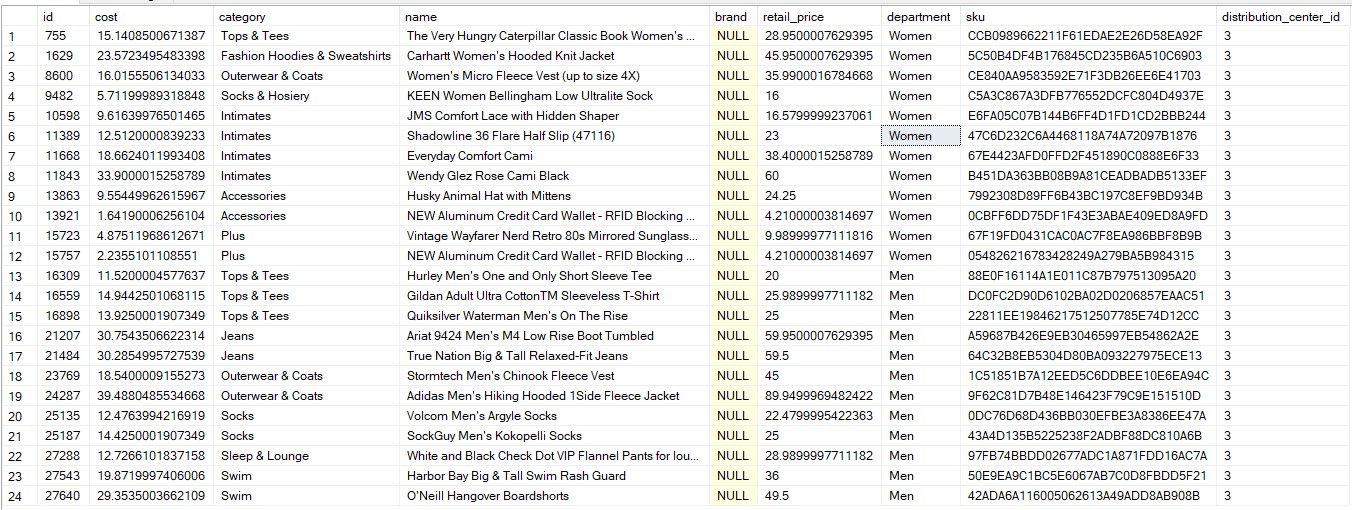 id cost category name brand retail_price department sku distribution_center_id
1 755 15.1408500671387 Tops & Tees The Very Hungry Caterpillar Classic Book Women's ... NULL 28.9500007629395 Women CCB0989662211F61EDAE2E26D58EA92F 3
2 1629 23.5723495483398 Fashion Hoodies & Sweatshirts Carhartt Women's Hooded Knit Jacket NULL 45.9500007629395 Women 5C50B4DF4B176845CD235B6A510C6903 3
3 8600 16.0155506134033 Outerwear & Coats Women's Micro Fleece Vest (up to size 4X) NULL 35.9900016784668 Women CE840AA9583592E71F3DB26EE6E41703 3
4 9482 5.71199989318848 Socks & Hosiery KEEN Women Bellingham Low Ultralite Sock NULL 16 Women C5A3C867A3DFB776552DCFC804D4937E 3
5 10598 9.61639976501465 Intimates JMS Comfort Lace with Hidden Shaper NULL 16.5799999237061 Women E6FA05C07B144B6FF4D1FD1CD2BBB244 3
6 11389 12.5120000839233 Intimates Shadowline 36 Flare Half Slip (47116) NULL 23 Women 47C6D232C6A4468118A74A72097B1876 3
7 11668 18.6624011993408 Intimates Everyday Comfort Cami NULL 38.4000015258789 Women 67E4423AFD0FFD2F451890C0888E6F33 3
8 11843 33.9000015258789 Intimates Wendy Glez Rose Cami Black NULL 60 Women B451DA363BB08B9A81CEADBADB5133EF 3
9 13863 9.55449962615967 Accessories Husky Animal Hat with Mittens NULL 24.25 Women 7992308D89FF6B43BC197C8EF9BD934B 3
10 13921 1.64190006256104 Accessories NEW Aluminum Credit Card Wallet - RFID Blocking ... NULL 4.21000003814697 Women 0CBFF6DD75DF1F43E3ABAE409ED8A9FD 3
11 15723 4.87511968612671 Plus Vintage Wayfarer Nerd Retro 80s Mirrored Sunglass... NULL 9.98999977111816 Women 67F19FD0431CAC0AC7F8EA986BBF8B9B 3
12 15757 2.2355101108551 Plus NEW Aluminum Credit Card Wallet - RFID Blocking ... NULL 4.21000003814697 Women 054826216783428249A279BA5B984315 3
13 16309 11.5200004577637 Tops & Tees Hurley Men's One and Only Short Sleeve Tee NULL 20 Men 88E0F16114A1E011C87B797513095A20 3
14 16559 14.9442501068115 Tops & Tees Gildan Adult Ultra CottonTM Sleeveless T-Shirt NULL 25.9899997711182 Men DC0FC2D90D6102BA02D0206857EAAC51 3
15 16898 13.9250001907349 Tops & Tees Quiksilver Waterman Men's On The Rise NULL 25 Men 22811EE19846217512507785E74D12CC 3
16 21207 30.7543506622314 Jeans Ariat 9424 Men's M4 Low Rise Boot Tumbled NULL 59.9500007629395 Men A59687B426E9EB30465997EB54862A2E 3
17 21484 30.2854995727539 Jeans True Nation Big & Tall Relaxed-Fit Jeans NULL 59.5 Men 64C32B8EB5304D80BA093227975ECE13 3
18 23769 18.5400009155273 Outerwear & Coats Stormtech Men's Chinook Fleece Vest NULL 45 Men 1C51851B7A12EED5C6DDBEE10E6EA94C 3
19 24287 39.4880485534668 Outerwear & Coats Adidas Men's Hiking Hooded 1Side Fleece Jacket NULL 89.9499969482422 Men 9F62C81D7B48E146423F79C9E151510D 3
20 25135 12.4763994216919 Socks Volcom Men's Argyle Socks NULL 22.4799995422363 Men 0DC76D68D436BB030EFBE3A8386EE47A 3
21 25187 14.4250001907349 Socks SockGuy Men's Kokopelli Socks NULL 25 Men 43A4D135B5225238F2ADBF88DC810A6B 3
22 27288 12.7266101837158 Sleep & Lounge White and Black Check Dot VIP Flannel Pants for lou... NULL 28.9899997711182 Men 97FB74BBDD02677ADC1A871FDD16AC7A 3
23 27543 19.8719997406006 Swim Harbor Bay Big & Tall Swim Rash Guard NULL 36 Men 50E9EA9C1BC5E6067AB7C0D8FBDD5F21 3
24 27640 29.3535003662109 Swim O'Neill Hangover Boardshorts NULL 49.5 Men 42ADA6A116005062613A49ADD8AB908B 3